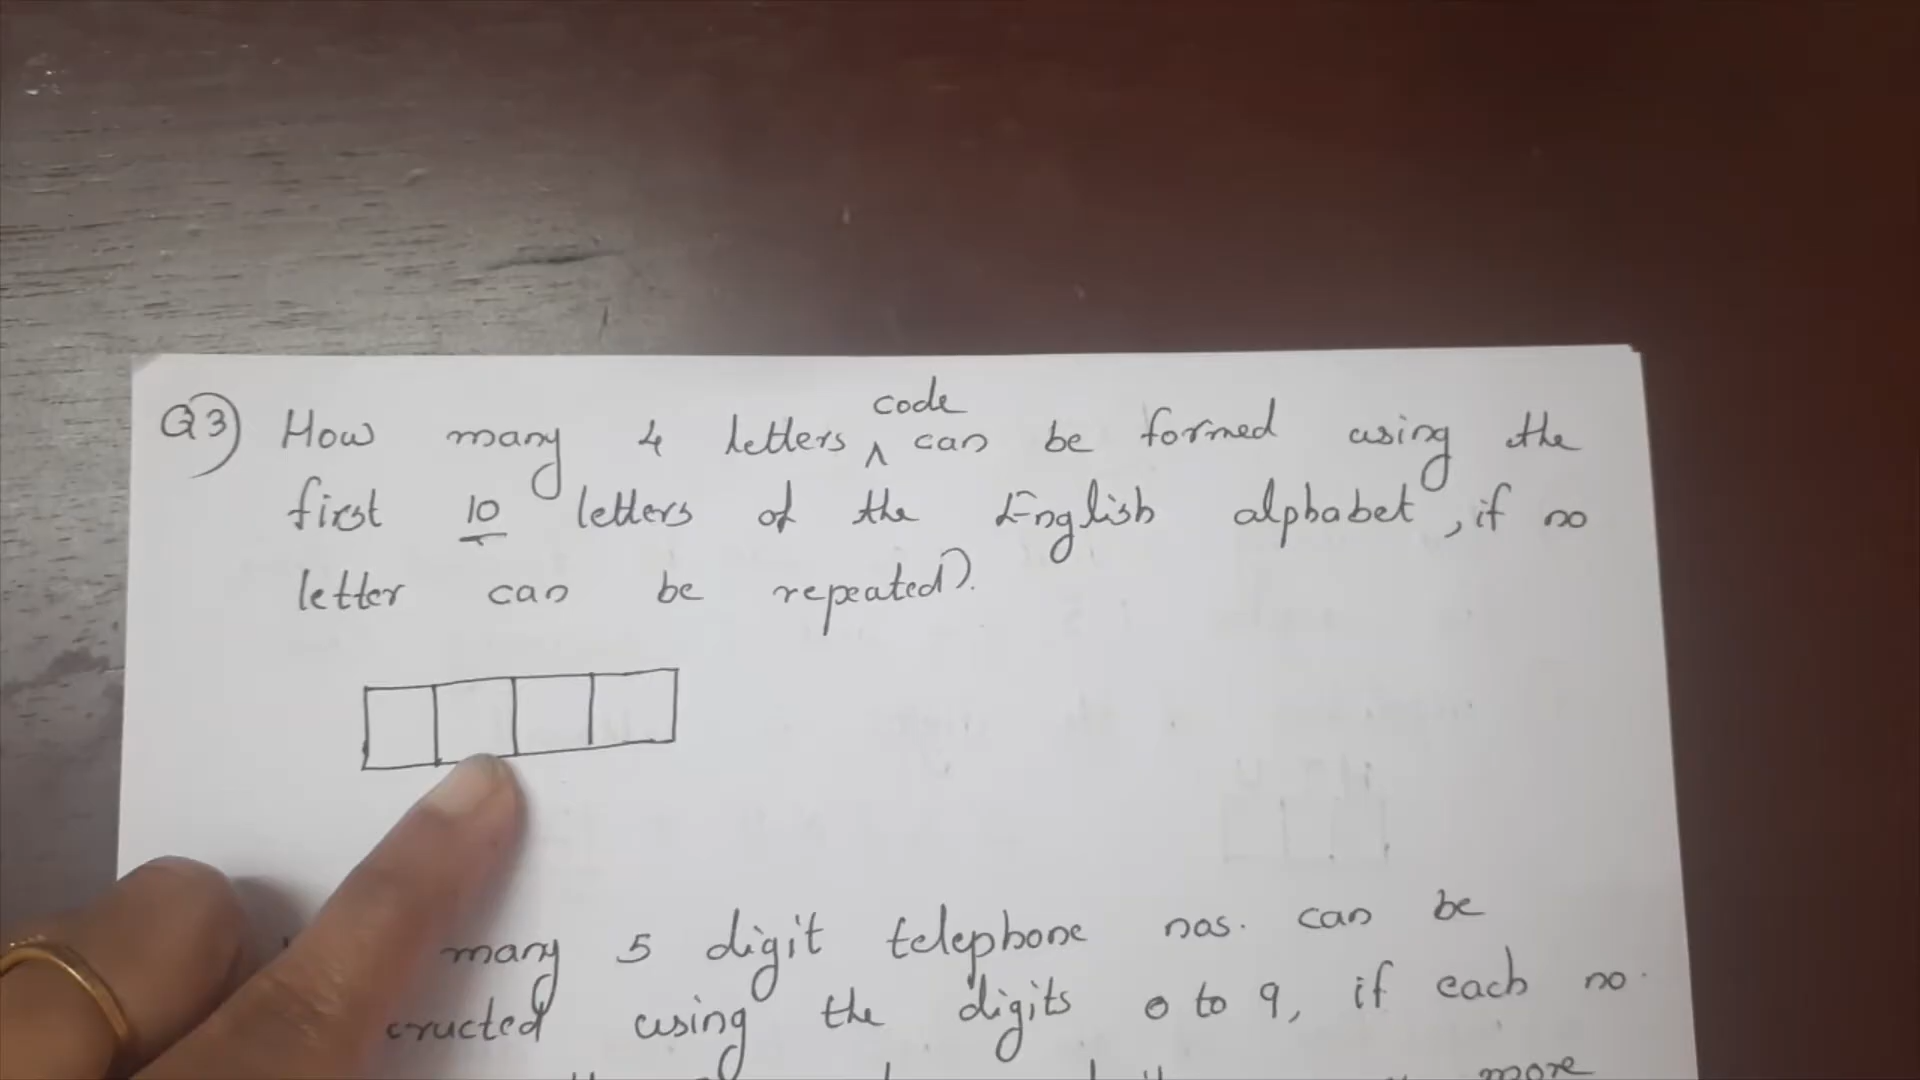 Q3) How many 4 letters ^ code can be formed using the
first 10 letters of the English alphabet, if no
letter can be repeated?
many 5 digit telephone nos. can be
cructed using the digits 0 to 9, if each no.
more